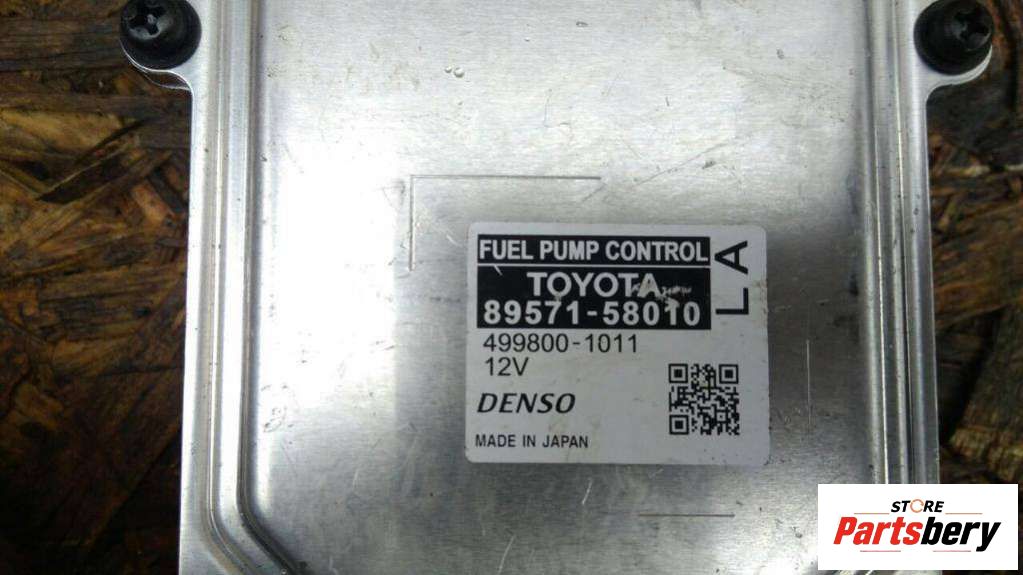 FUEL PUMP CONTROL
TOYOTA
89571-58010
LA
499800-1011
12V
DENSO
MADE IN JAPAN
STORE
Partsbery